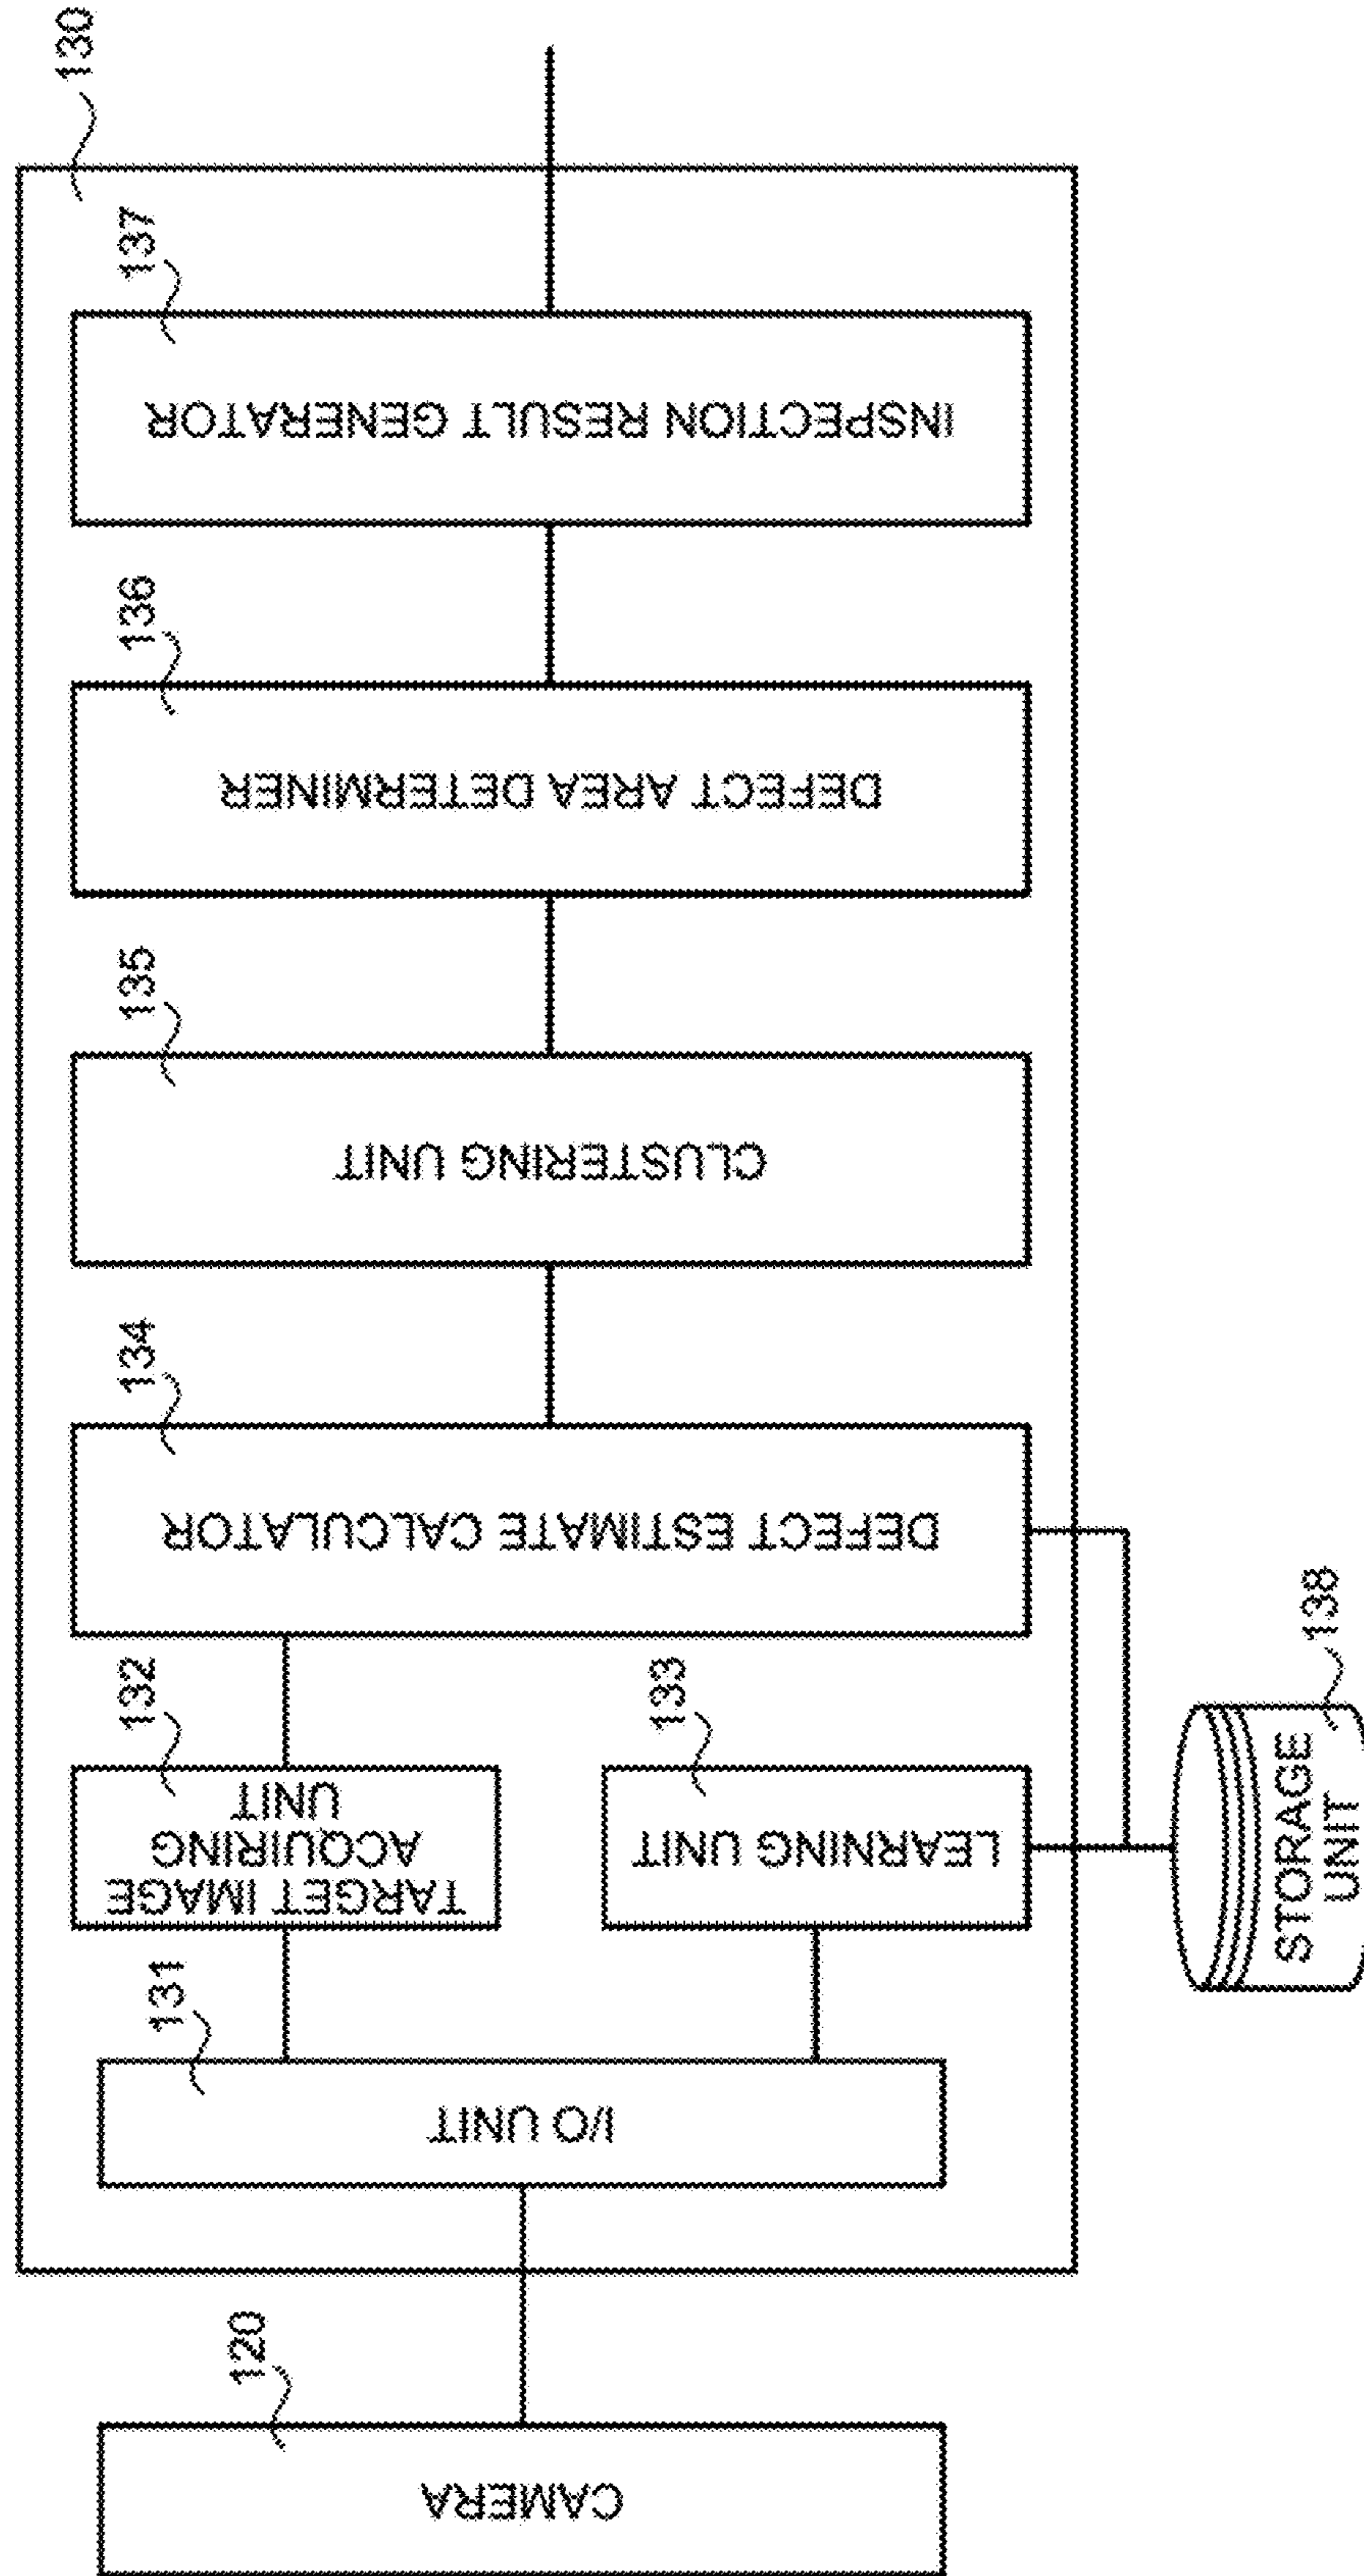 130
120
CAMERA
131
I/O UNIT
132
TARGET IMAGE
ACQUIRING
UNIT
133
LEARNING UNIT
134
DEFECT ESTIMATE CALCULATOR
135
CLUSTERING UNIT
136
DEFECT AREA DETERMINER
137
INSPECTION RESULT GENERATOR
138
STORAGE
UNIT